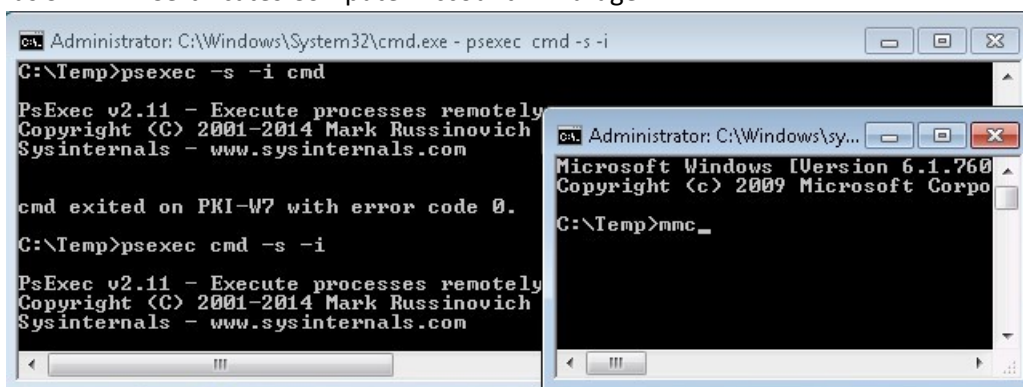 Administrator: C:\Windows\System32\cmd.exe - psexec cmd -s -i
C:\Temp>psexec -s -i cmd
PsExec v2.11 - Execute processes remotely
Copyright (C) 2001-2014 Mark Russinovich
Sysinternals - www.sysinternals.com
cmd exited on PKI-W7 with error code 0.
C:\Temp>psexec cmd -s -i
PsExec v2.11 - Execute processes remotely
Copyright (C) 2001-2014 Mark Russinovich
Sysinternals - www.sysinternals.com
Administrator: C:\Windows\sy...
Microsoft Windows [Version 6.1.760
Copyright (c) 2009 Microsoft Corpo
C:\Temp>mmc_